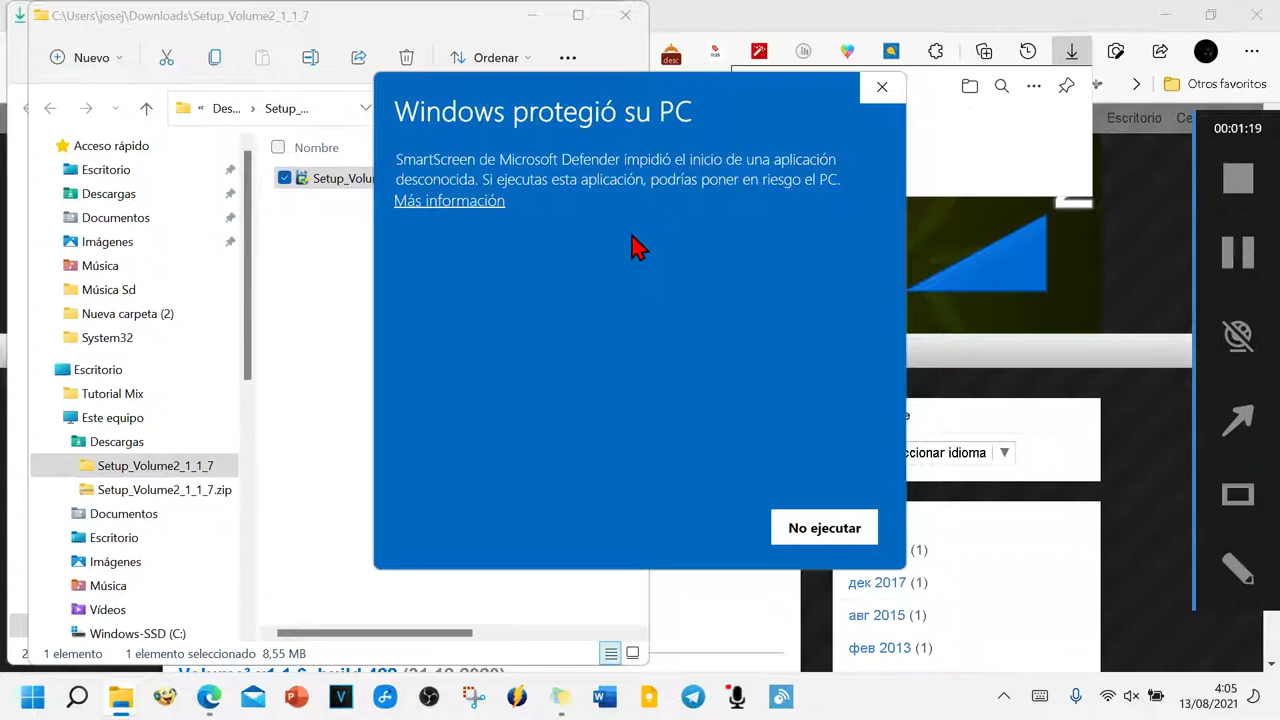 C:\Users\josej\Downloads\Setup_Volume2_1_1_7
Nuevo
Ordenar
« Des... > Setup_...
Otros favoritos
Escritorio
00:01:19
Acceso rápido
Escritorio
Descargas
Documentos
Imágenes
Música
Música Sd
Nueva carpeta (2)
System32
Escritorio
Tutorial Mix
Este equipo
Descargas
Setup_Volume2_1_1_7
Setup_Volume2_1_1_7.zip
Documentos
Escritorio
Imágenes
Música
Vídeos
Windows-SSD (C:)
Nombre
Setup_Volu
1 elemento
1 elemento seleccionado 8,55 MB
Windows protegió su PC
SmartScreen de Microsoft Defender impidió el inicio de una aplicación
desconocida. Si ejecutas esta aplicación, podrías poner en riesgo el PC.
Más información
No ejecutar
ccionar idioma
(1)
дек 2017 (1)
авг 2015 (1)
фев 2013 (1)
4:05
13/08/2021